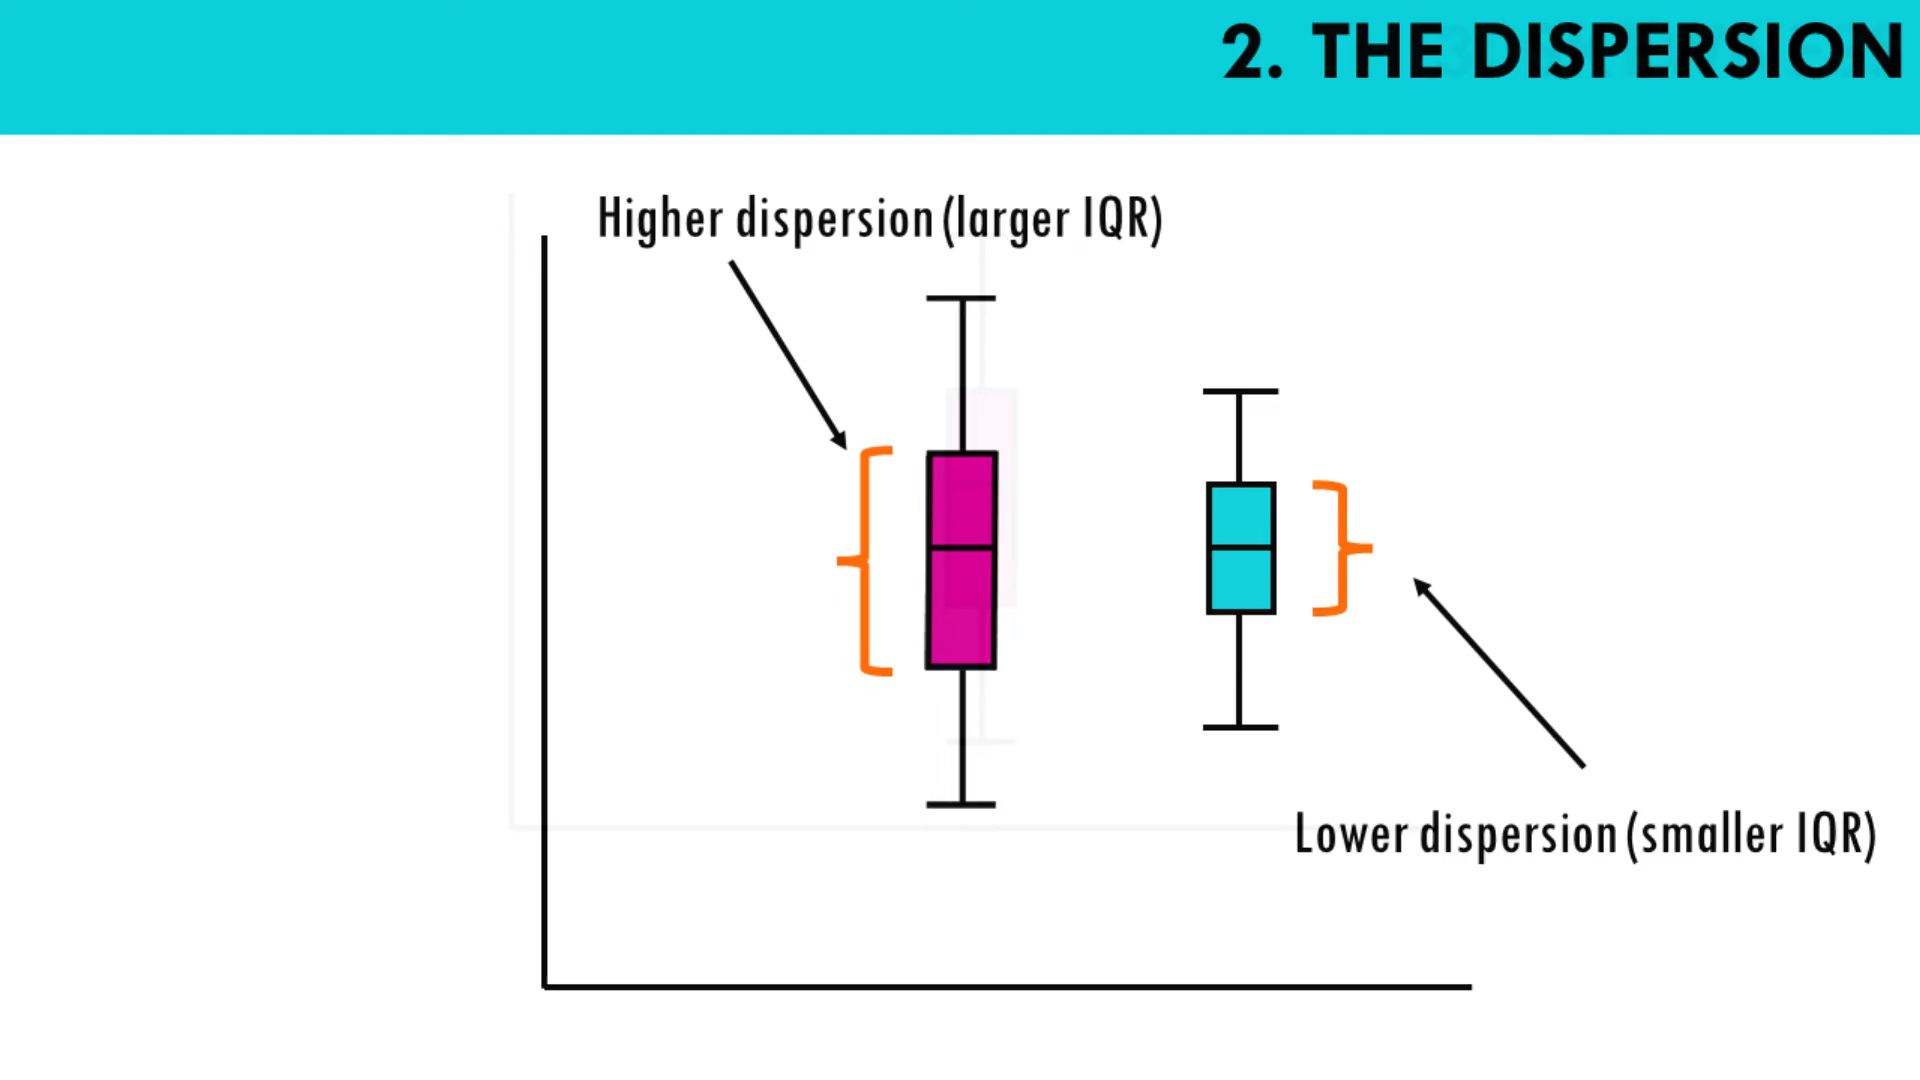 2. THE DISPERSION
Higher dispersion (larger IQR)
Lower dispersion (smaller IQR)